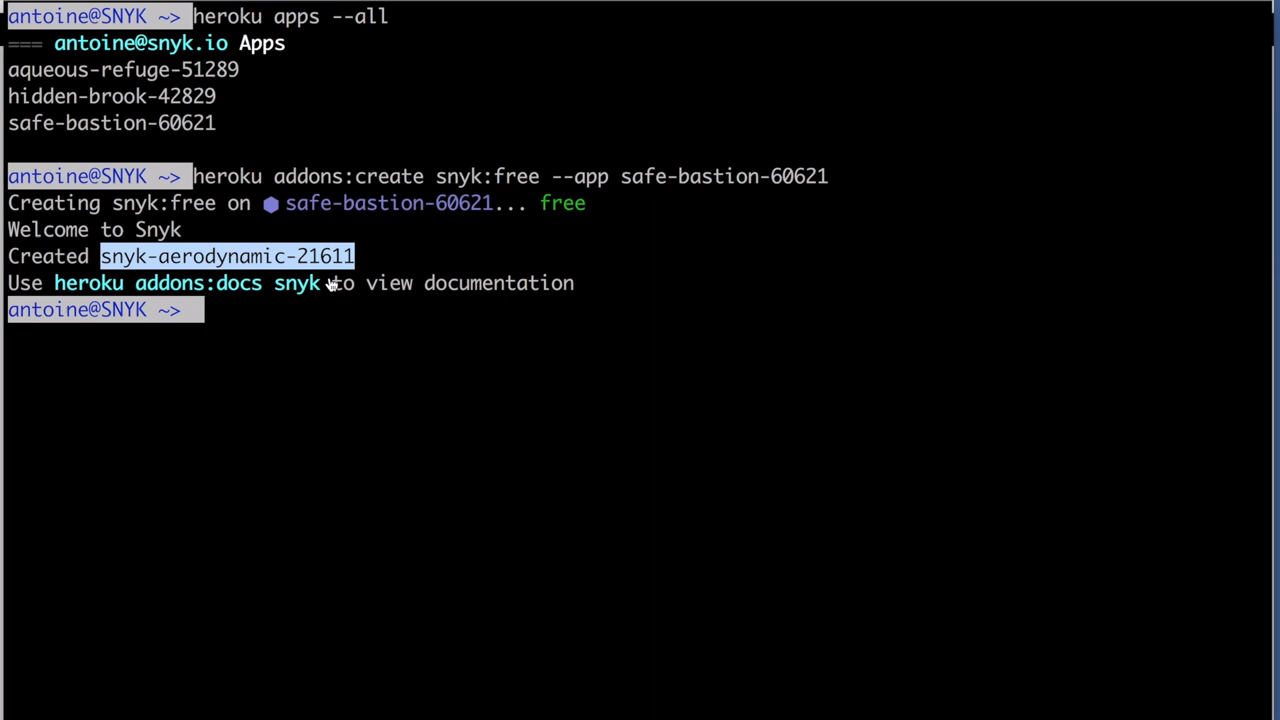 antoine@SNYK ~> heroku apps --all
=== antoine@snyk.io Apps
aqueous-refuge-51289
hidden-brook-42829
safe-bastion-60621
antoine@SNYK ~> heroku addons:create snyk:free --app safe-bastion-60621
Creating snyk:free on ⬢ safe-bastion-60621... free
Welcome to Snyk
Created snyk-aerodynamic-21611
Use heroku addons:docs snyk to view documentation
antoine@SNYK ~>